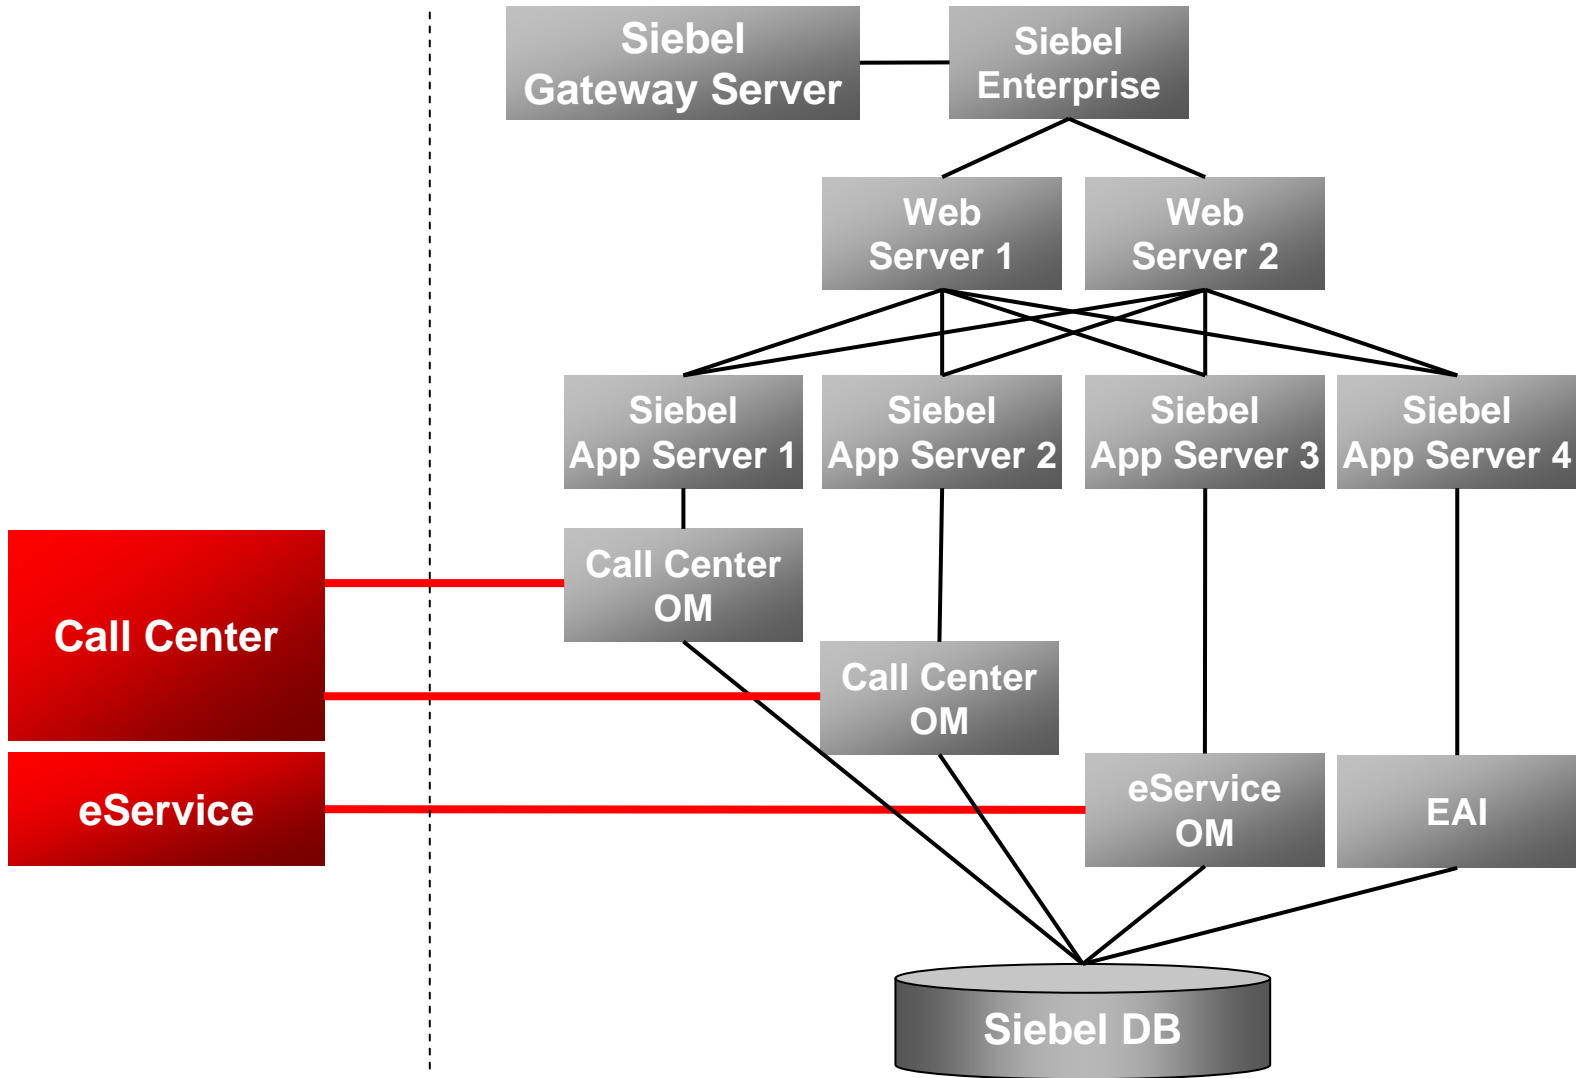 Siebel
Gateway Server
Siebel
Enterprise
Web
Server 1
Web
Server 2
Siebel
App Server 1
Siebel
App Server 2
Siebel
App Server 3
Siebel
App Server 4
Call Center
OM
Call Center
Call Center
OM
eService
eService
OM
EAI
Siebel DB